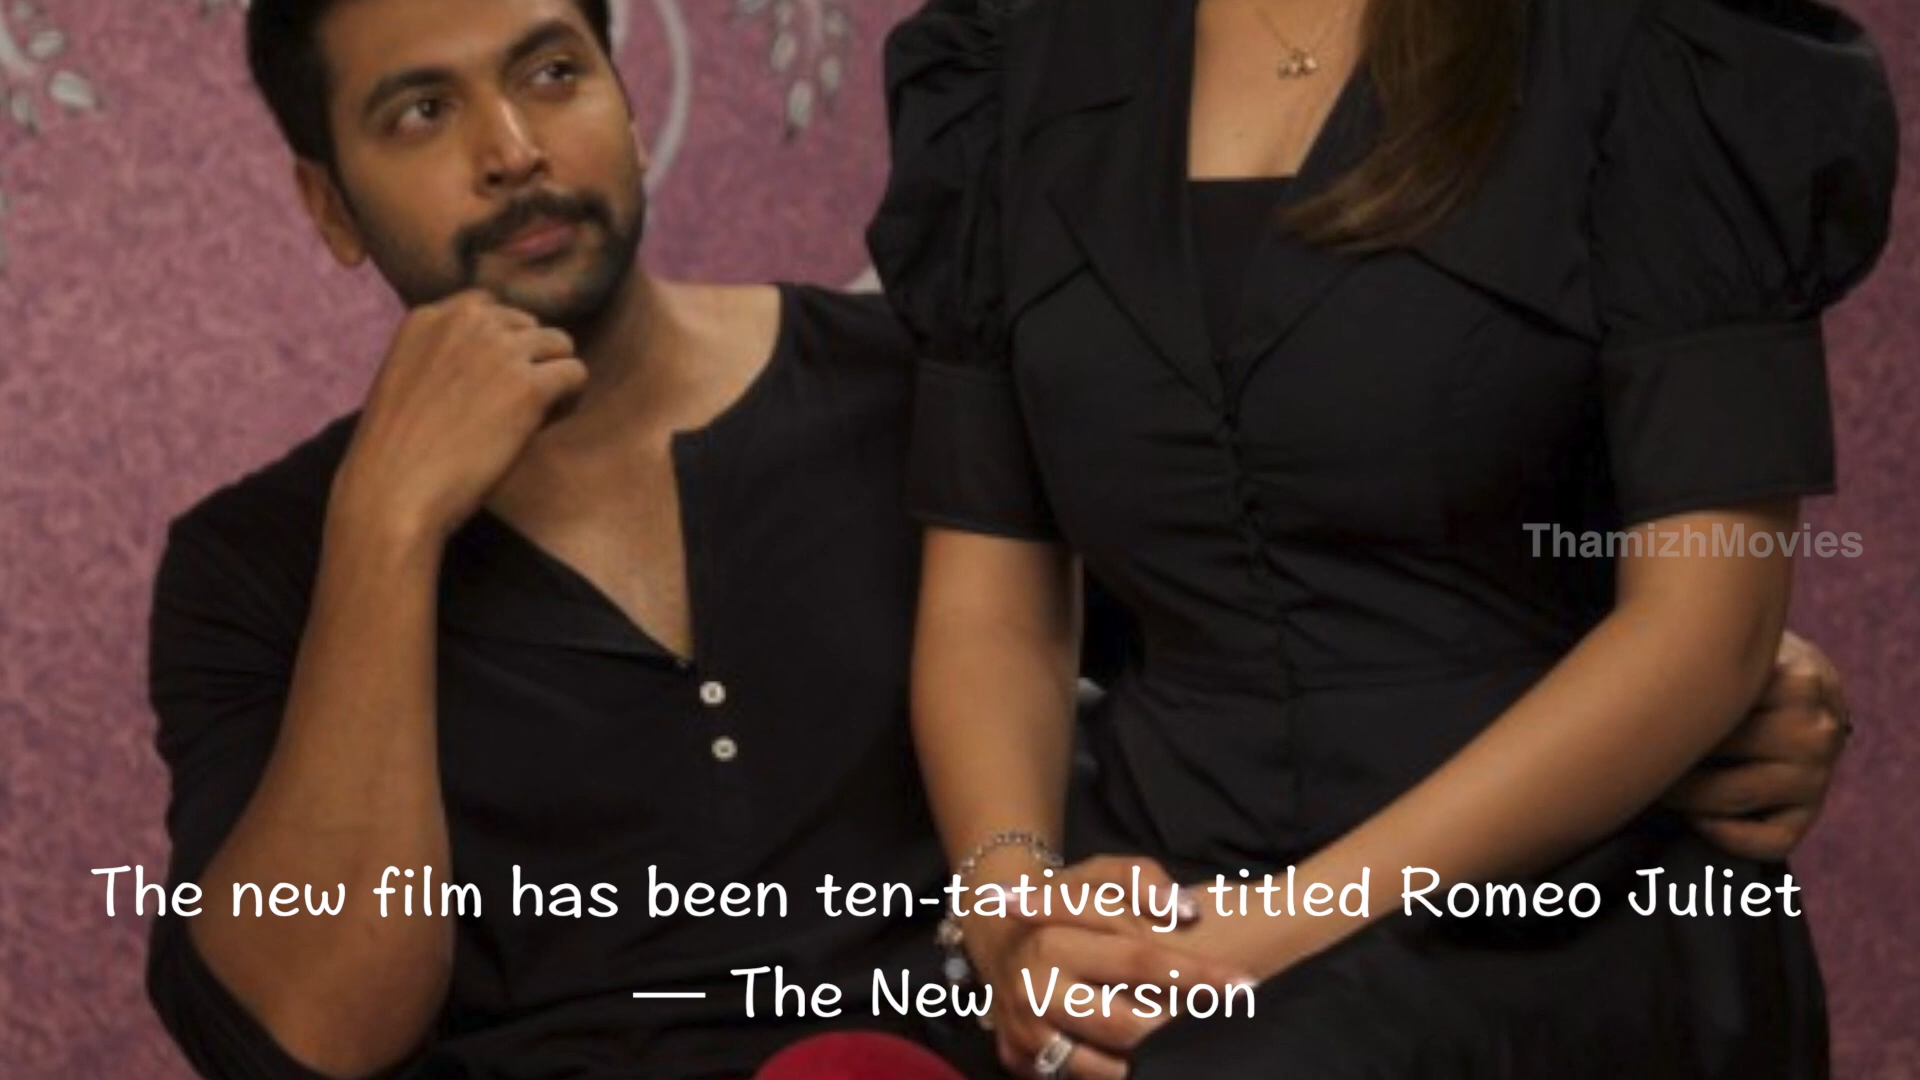 ThamizhMovies
The new film has been ten-tatively titled Romeo Juliet
— The New Version